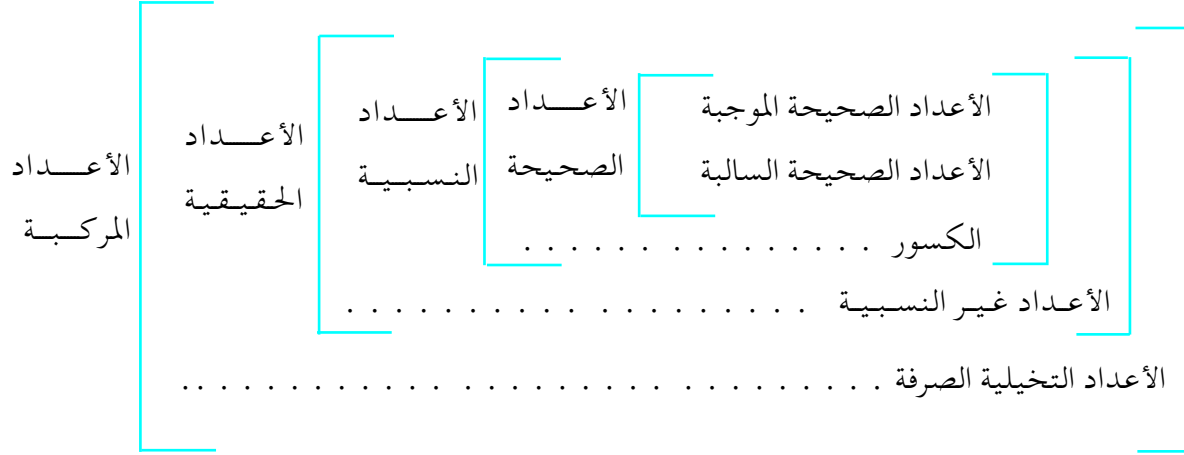 الأعداد المركبة
الأعداد الحقيقية
الأعداد النسبية
الأعداد الصحيحة
الأعداد الصحيحة الموجبة
الأعداد الصحيحة السالبة
الكسور . . . . . . . . . . . . . . .
الأعداد غير النسبية . . . . . . . . . . . . . . . . . .
الأعداد التخيلية الصرفة . . . . . . . . . . . . . . . . . . . . . . . . . . .